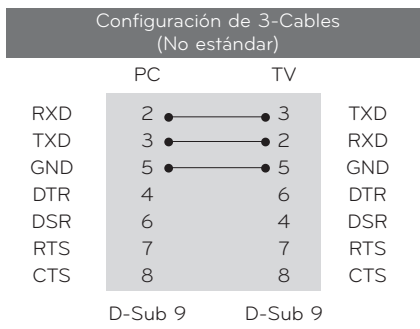 Configuración de 3-Cables
(No estándar)
PC TV
RXD 2 3 TXD
TXD 3 2 RXD
GND 5 5 GND
DTR 4 6 DTR
DSR 6 4 DSR
RTS 7 7 RTS
CTS 8 8 CTS
D-Sub 9 D-Sub 9